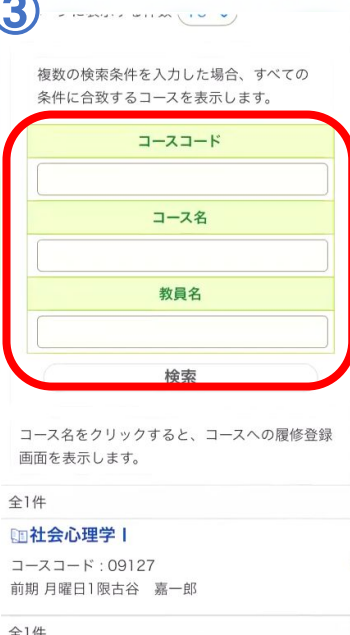 ③
複数の検索条件を入力した場合、すべての
条件に合致するコースを表示します。
コースコード
コース名
教員名
検索
コース名をクリックすると、コースへの履修登録
画面を表示します。
全1件
社会心理学Ⅰ
コースコード : 09127
前期 月曜日1限古谷 嘉一郎
全1件